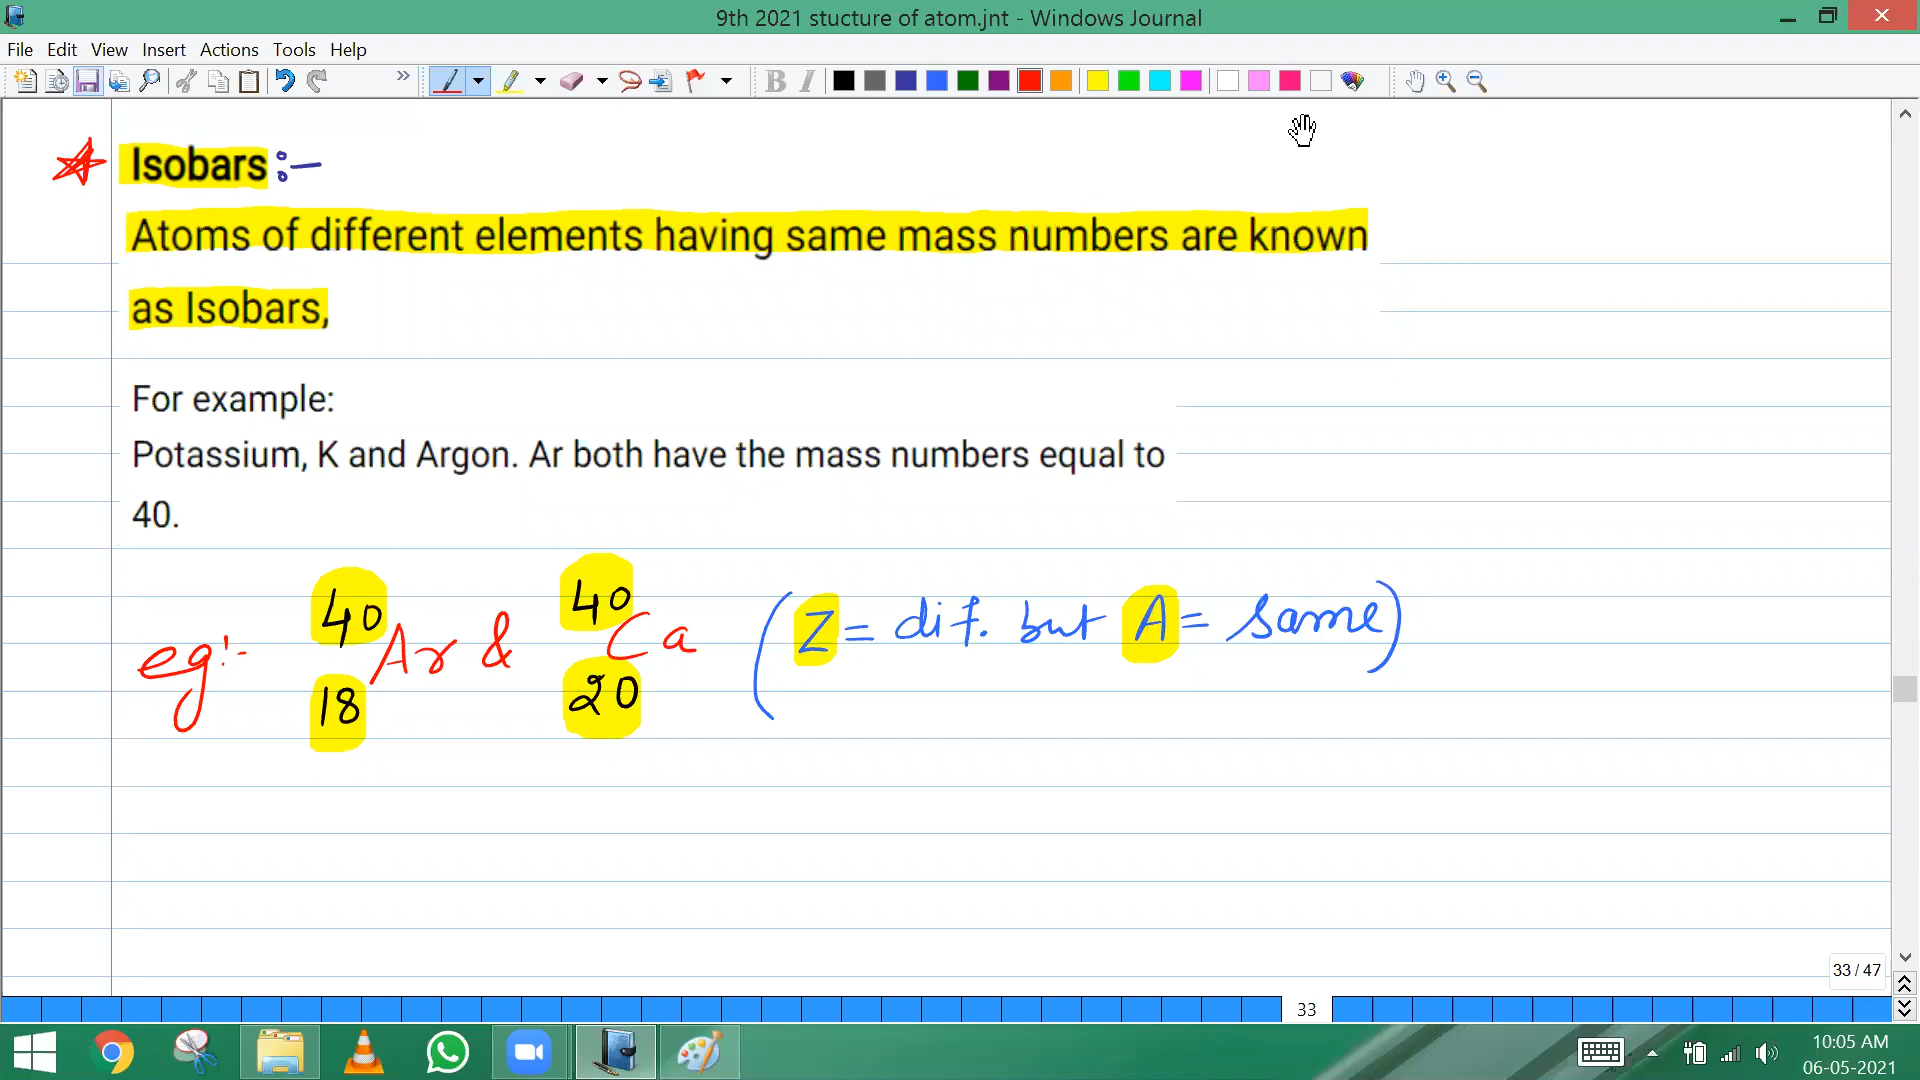 9th 2021 stucture of atom.jnt - Windows Journal
File Edit View Insert Actions Tools Help
B I
Isobars :-
Atoms of different elements having same mass numbers are known
as Isobars,
For example:
Potassium, K and Argon. Ar both have the mass numbers equal to
40.
eg:- 40 18 Ar & 40 20 Ca (Z = dif. but A = same)
33 / 47
33
10:05 AM
06-05-2021